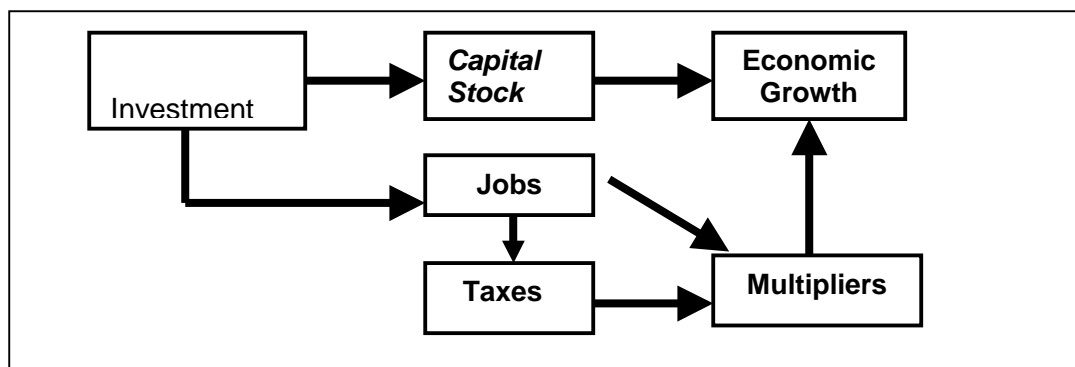 Investment
Capital
Stock
Economic
Growth
Jobs
Taxes
Multipliers